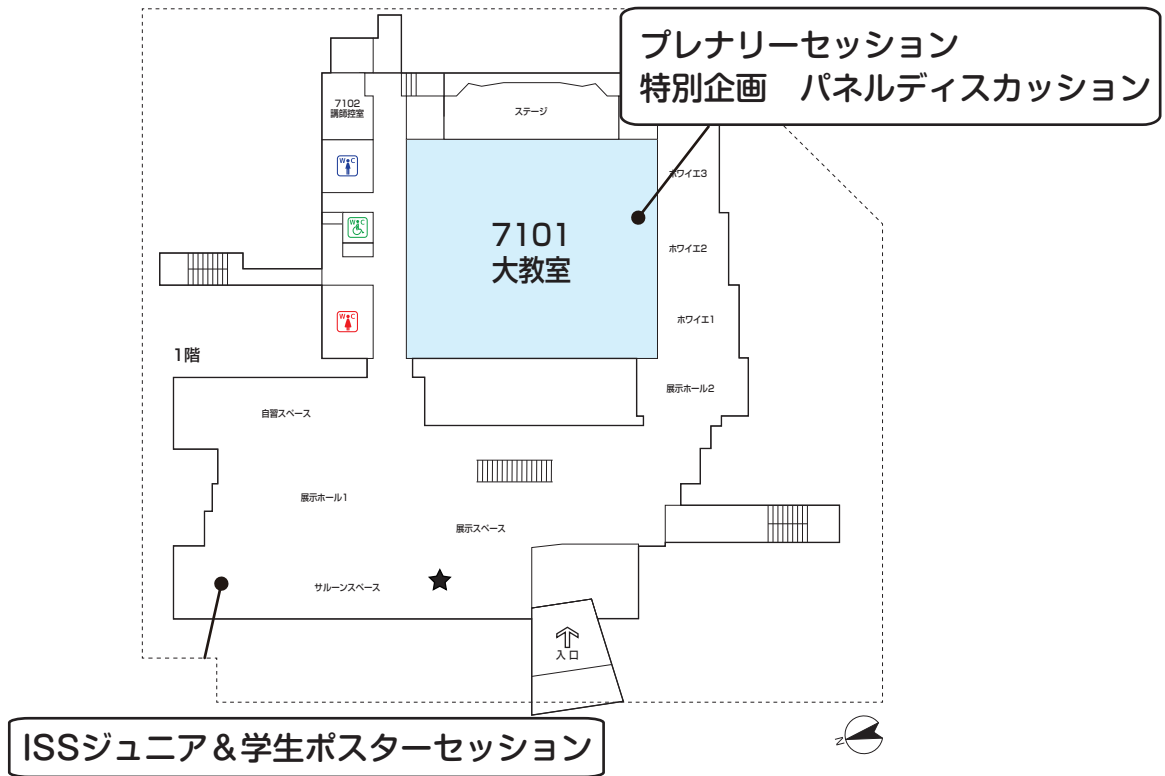 プレナリーセッション
特別企画　パネルディスカッション
7102
講師控室
ステージ
W C
ホワイエ3
W C
7101
大教室
ホワイエ2
W C
ホワイエ1
1階
展示ホール2
自習スペース
展示ホール1
展示スペース
サルーンスペース
入口
ISSジュニア＆学生ポスターセッション
N